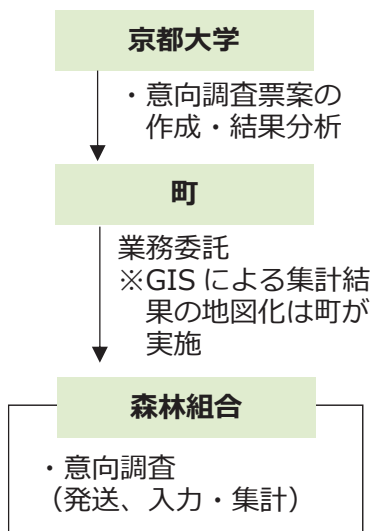 京都大学
・意向調査票案の
作成・結果分析
町
業務委託
※GIS による集計結
果の地図化は町が
実施
森林組合
・意向調査
（発送、入力・集計）